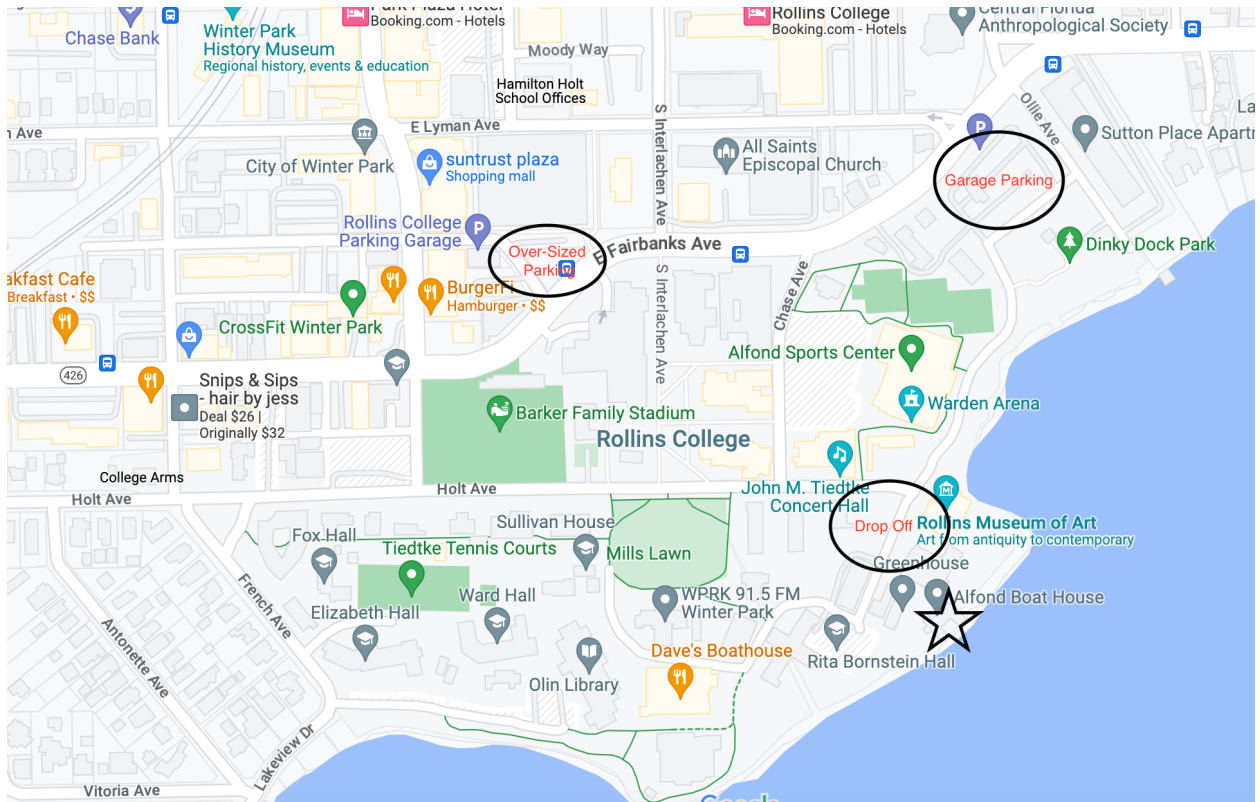 Chase Bank
Winter Park
History Museum
Regional history, events & education
Park Plaza Hotel
Booking.com - Hotels
Rollins College
Booking.com - Hotels
Central Florida
Anthropological Society
Moody Way
Hamilton Holt
School Offices
Ave
E Lyman Ave
S Interlachen Ave
Ollie Ave
La
City of Winter Park
suntrust plaza
Shopping mall
All Saints
Episcopal Church
P
Sutton Place Apart
Garage Parking
Rollins College
Parking Garage
P
Over-Sized
Parking
E Fairbanks Ave
Dinky Dock Park
akfast Cafe
Breakfast • $$
BurgerFi
Hamburger • $$
S Interlachen Ave
Chase Ave
CrossFit Winter Park
Alfond Sports Center
426
Snips & Sips
- hair by jess
Deal $26 |
Originally $32
Barker Family Stadium
Warden Arena
Rollins College
College Arms
Holt Ave
Holt Ave
John M. Tiedtke
Concert Hall
Drop Off
Rollins Museum of Art
Art from antiquity to contemporary
Fox Hall
Sullivan House
Tiedtke Tennis Courts
Mills Lawn
Greenhouse
French Ave
Elizabeth Hall
Ward Hall
WPRK 91.5 FM
Winter Park
Alfond Boat House
Antonette Ave
Dave's Boathouse
Rita Bornstein Hall
Olin Library
Lakeview Dr
Vitoria Ave
Google